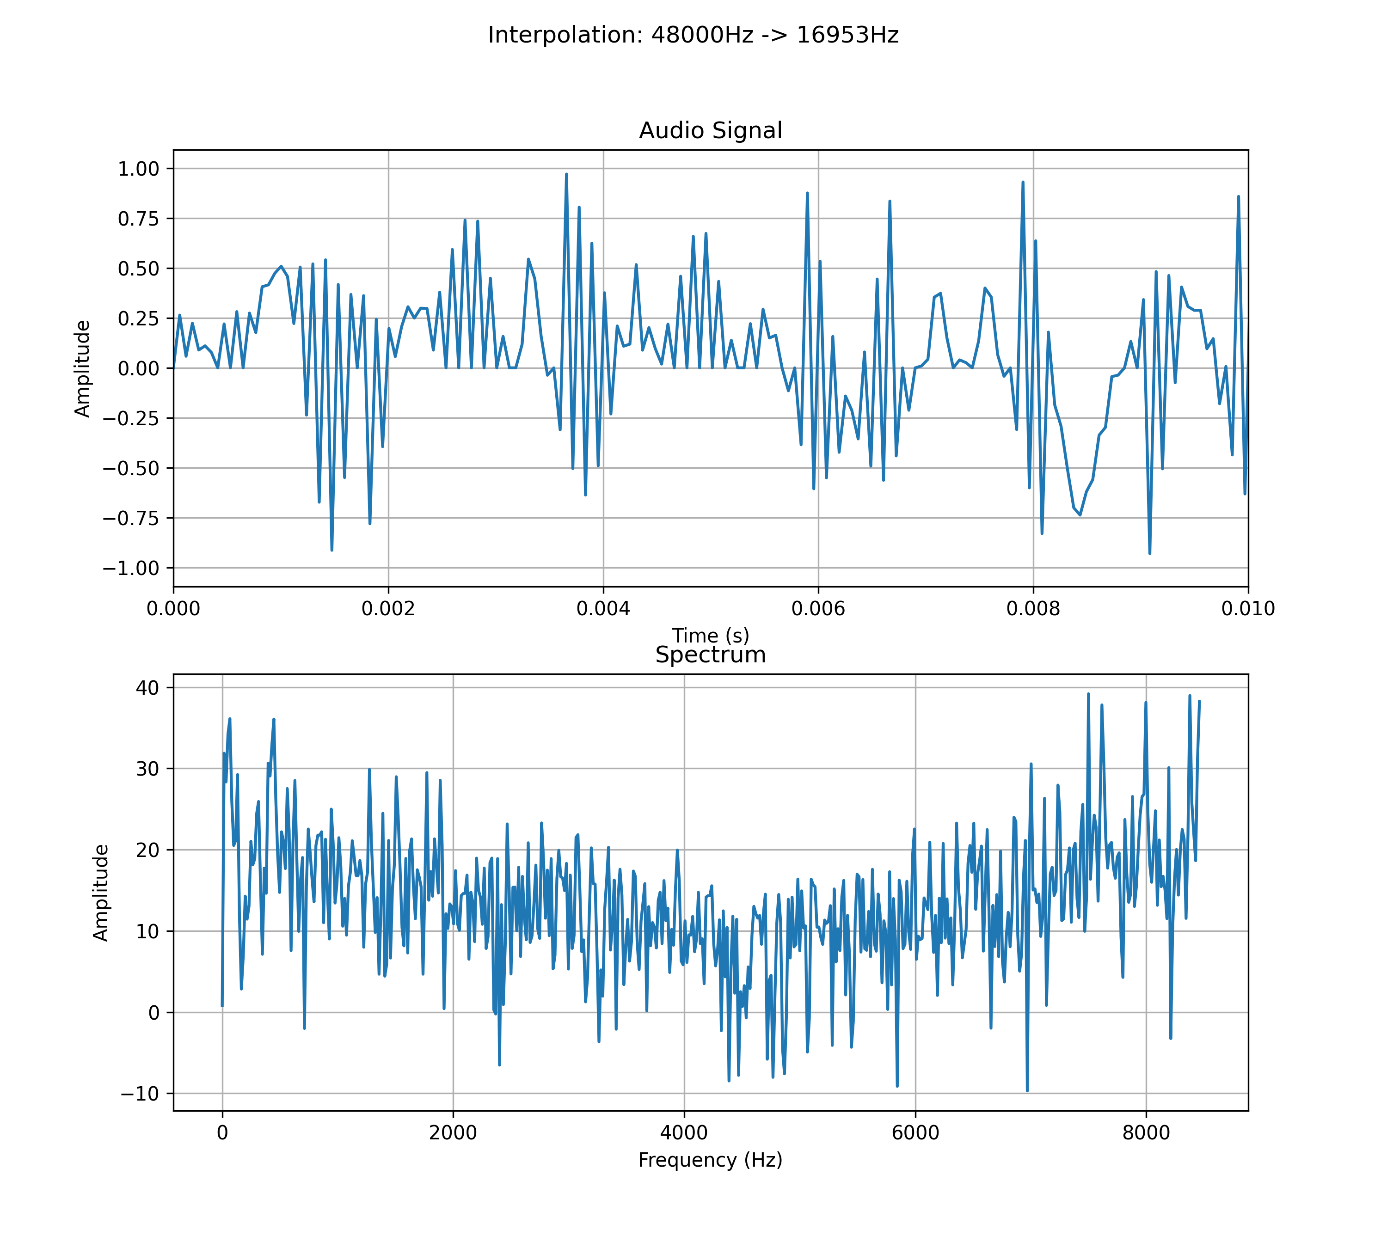 Interpolation: 48000Hz -> 16953Hz
Audio Signal
Amplitude
1.00
0.75
0.50
0.25
0.00
−0.25
−0.50
−0.75
−1.00
0.000 0.002 0.004 0.006 0.008 0.010
Time (s)
Spectrum
Amplitude
40
30
20
10
0
−10
0 2000 4000 6000 8000
Frequency (Hz)